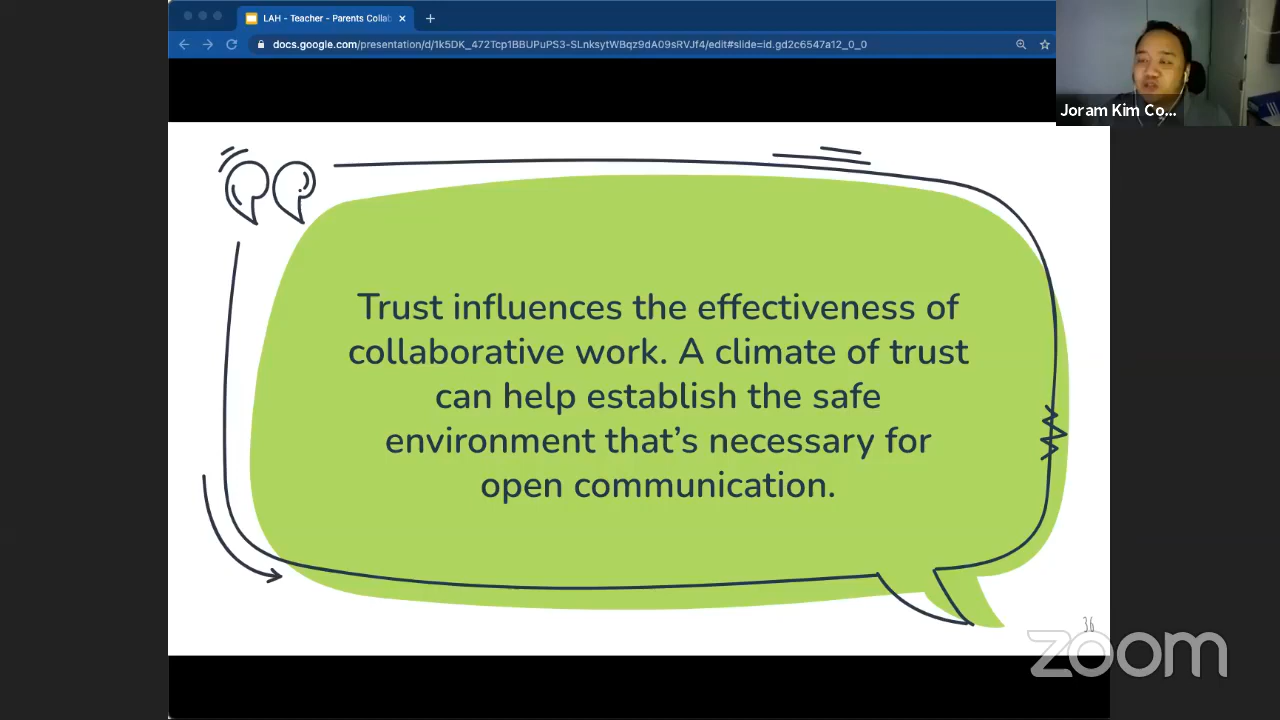 LAH - Teacher - Parents Collab
docs.google.com/presentation/d/1k5DK_472Tcp1BBUPuPS3-SLnksytWBqz9dA09sRVJf4/edit#slide=id.gd2c6547a12_0_0
Joram Kim Co...
Trust influences the effectiveness of
collaborative work. A climate of trust
can help establish the safe
environment that's necessary for
open communication.
36
zoom